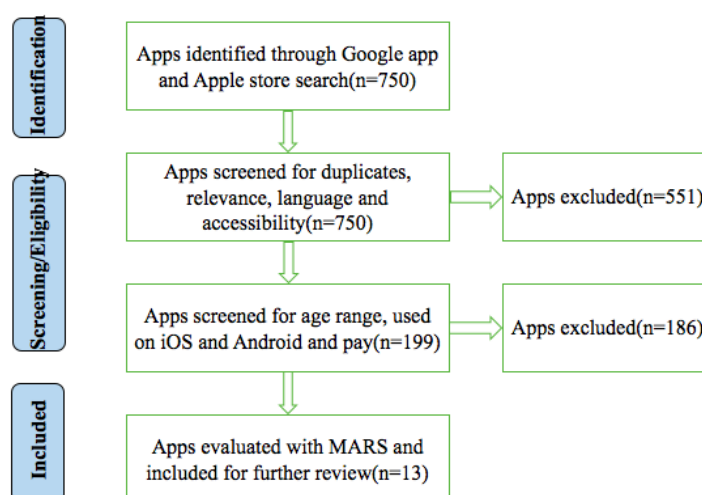 Identification
Apps identified through Google app
and Apple store search(n=750)
Screening/Eligibility
Apps screened for duplicates,
relevance, language and
accessibility(n=750)
Apps excluded(n=551)
Apps screened for age range, used
on iOS and Android and pay(n=199)
Apps excluded(n=186)
Included
Apps evaluated with MARS and
included for further review(n=13)